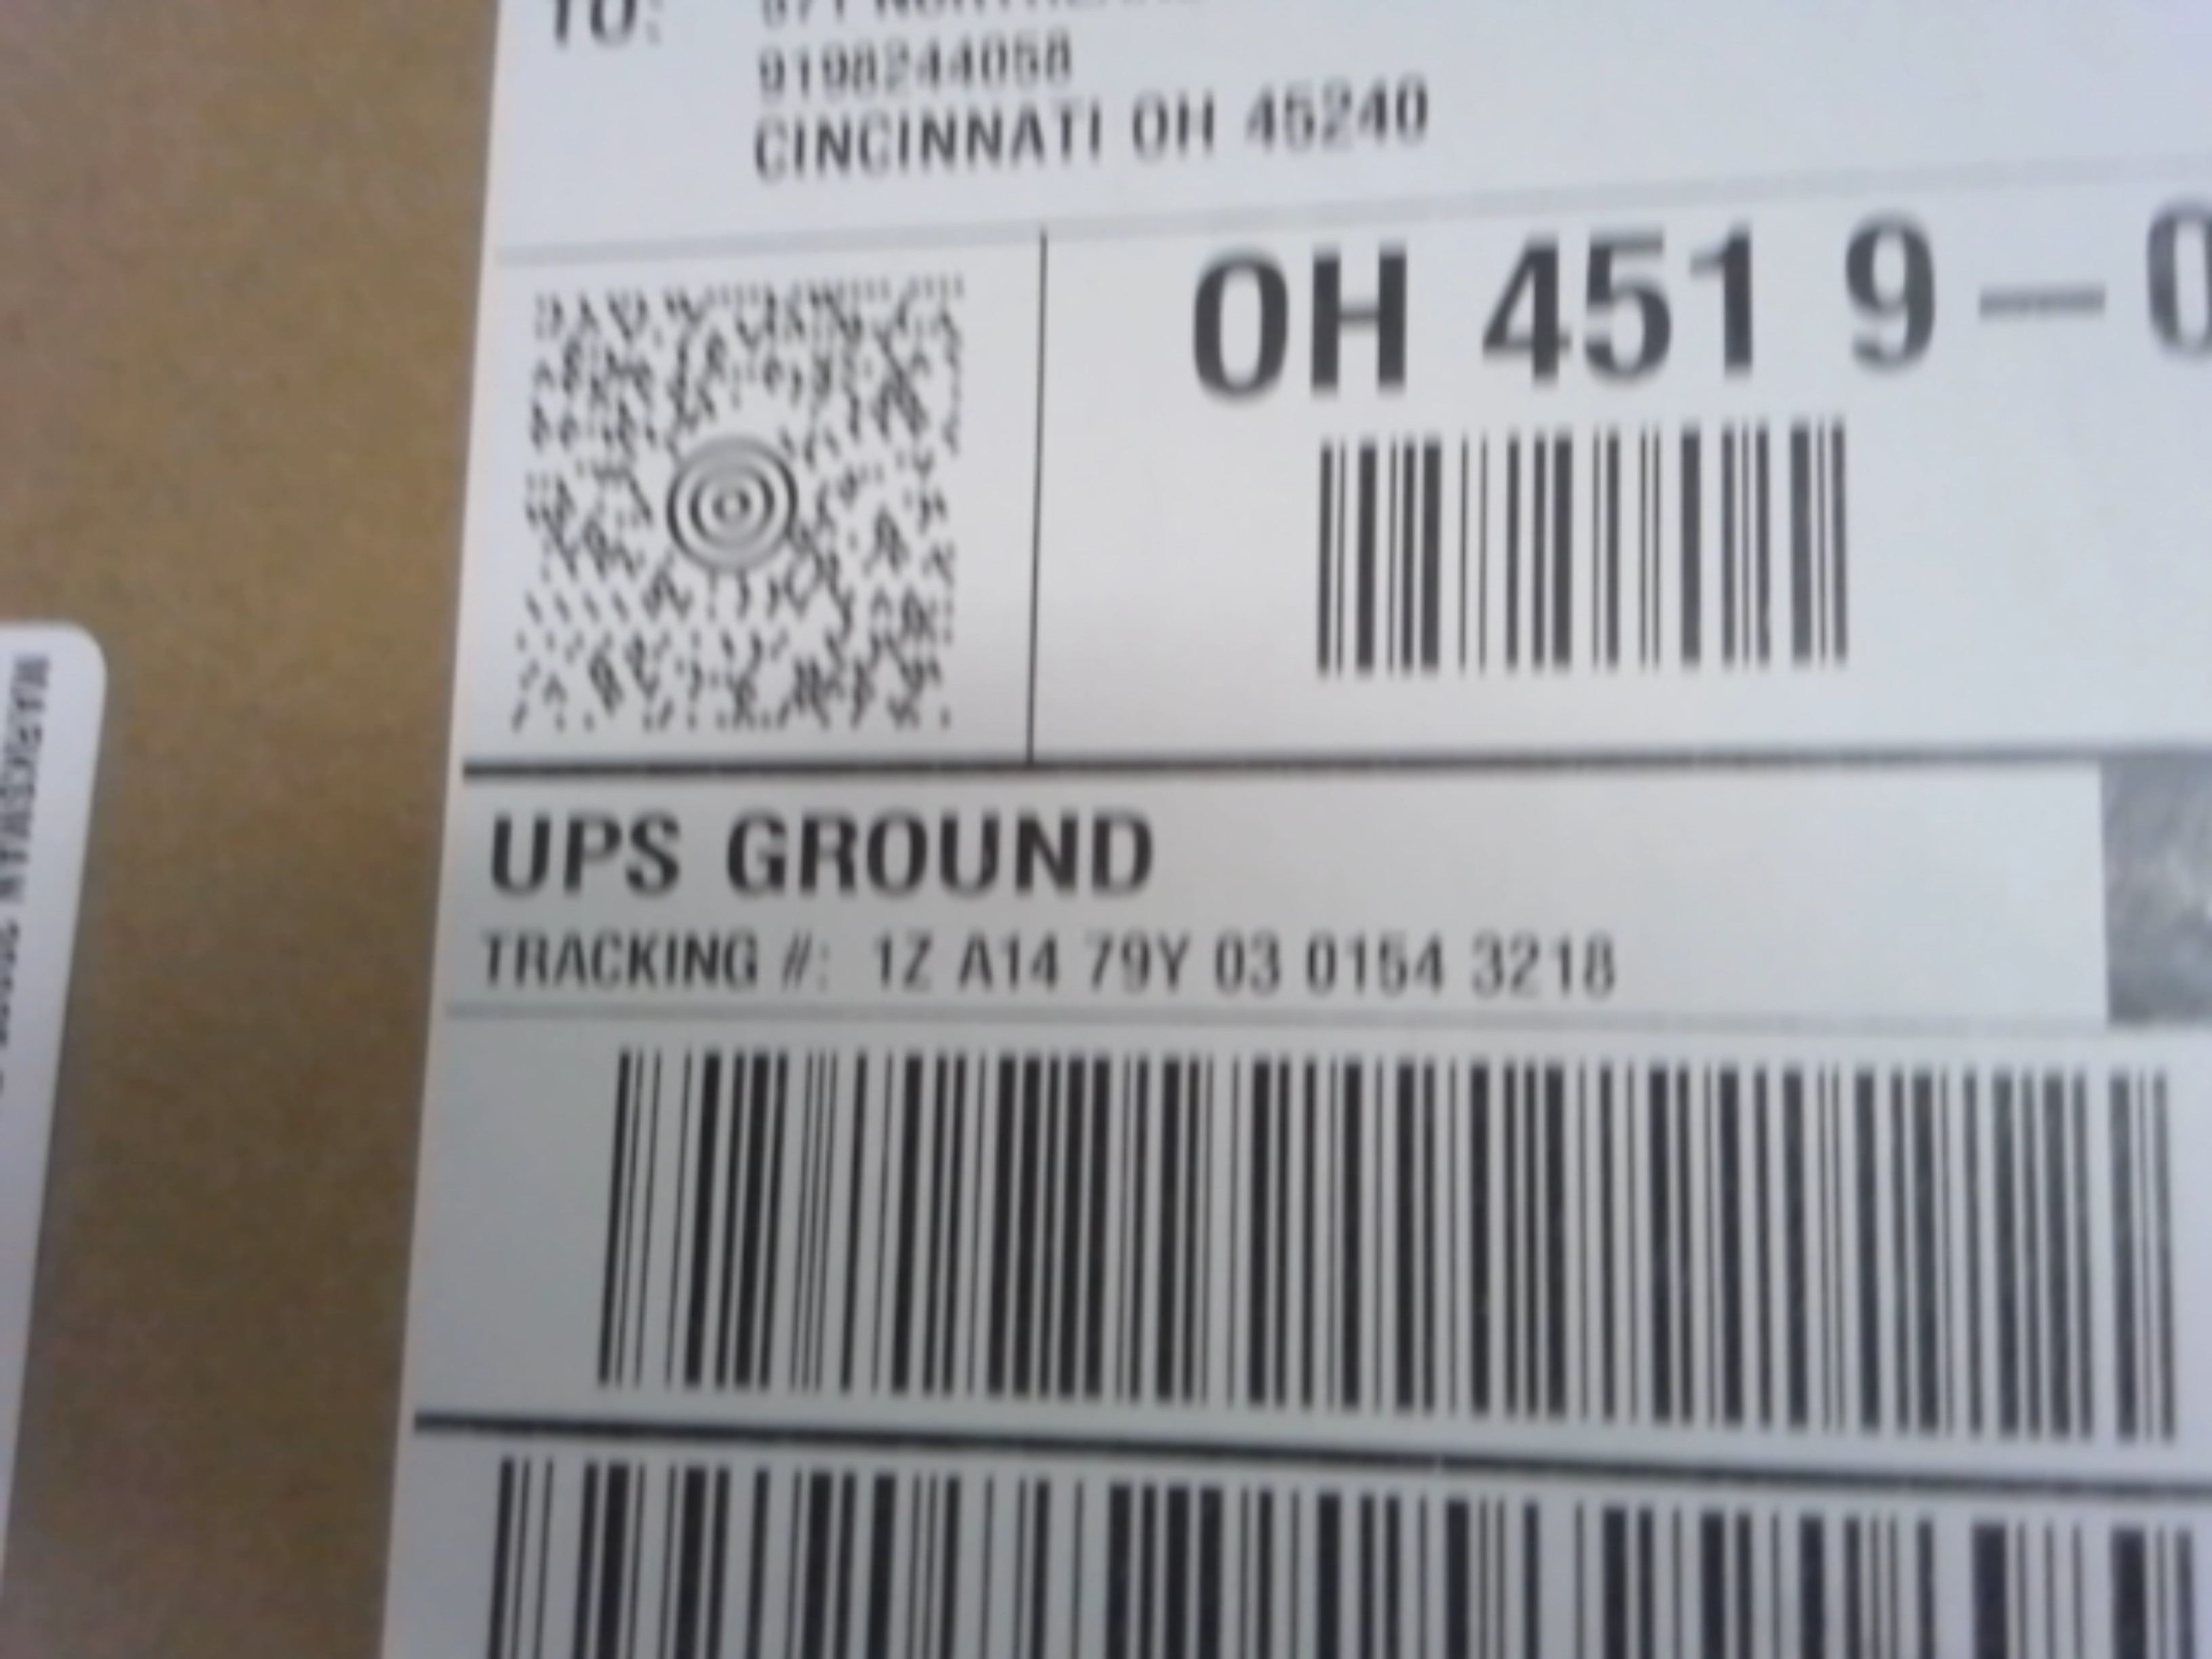 TO:
9198244058
CINCINNATI OH 45240
OH 451 9-0
UPS GROUND
TRACKING #: 1Z A14 79Y 03 0154 3218